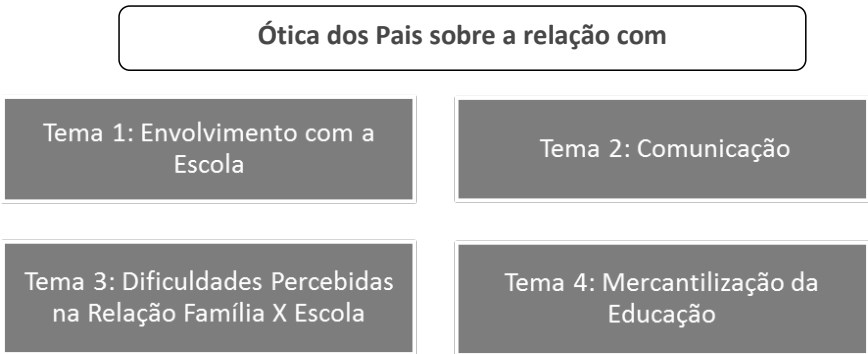 Ótica dos Pais sobre a relação com
Tema 1: Envolvimento com a
Escola
Tema 2: Comunicação
Tema 3: Dificuldades Percebidas
na Relação Família X Escola
Tema 4: Mercantilização da
Educação